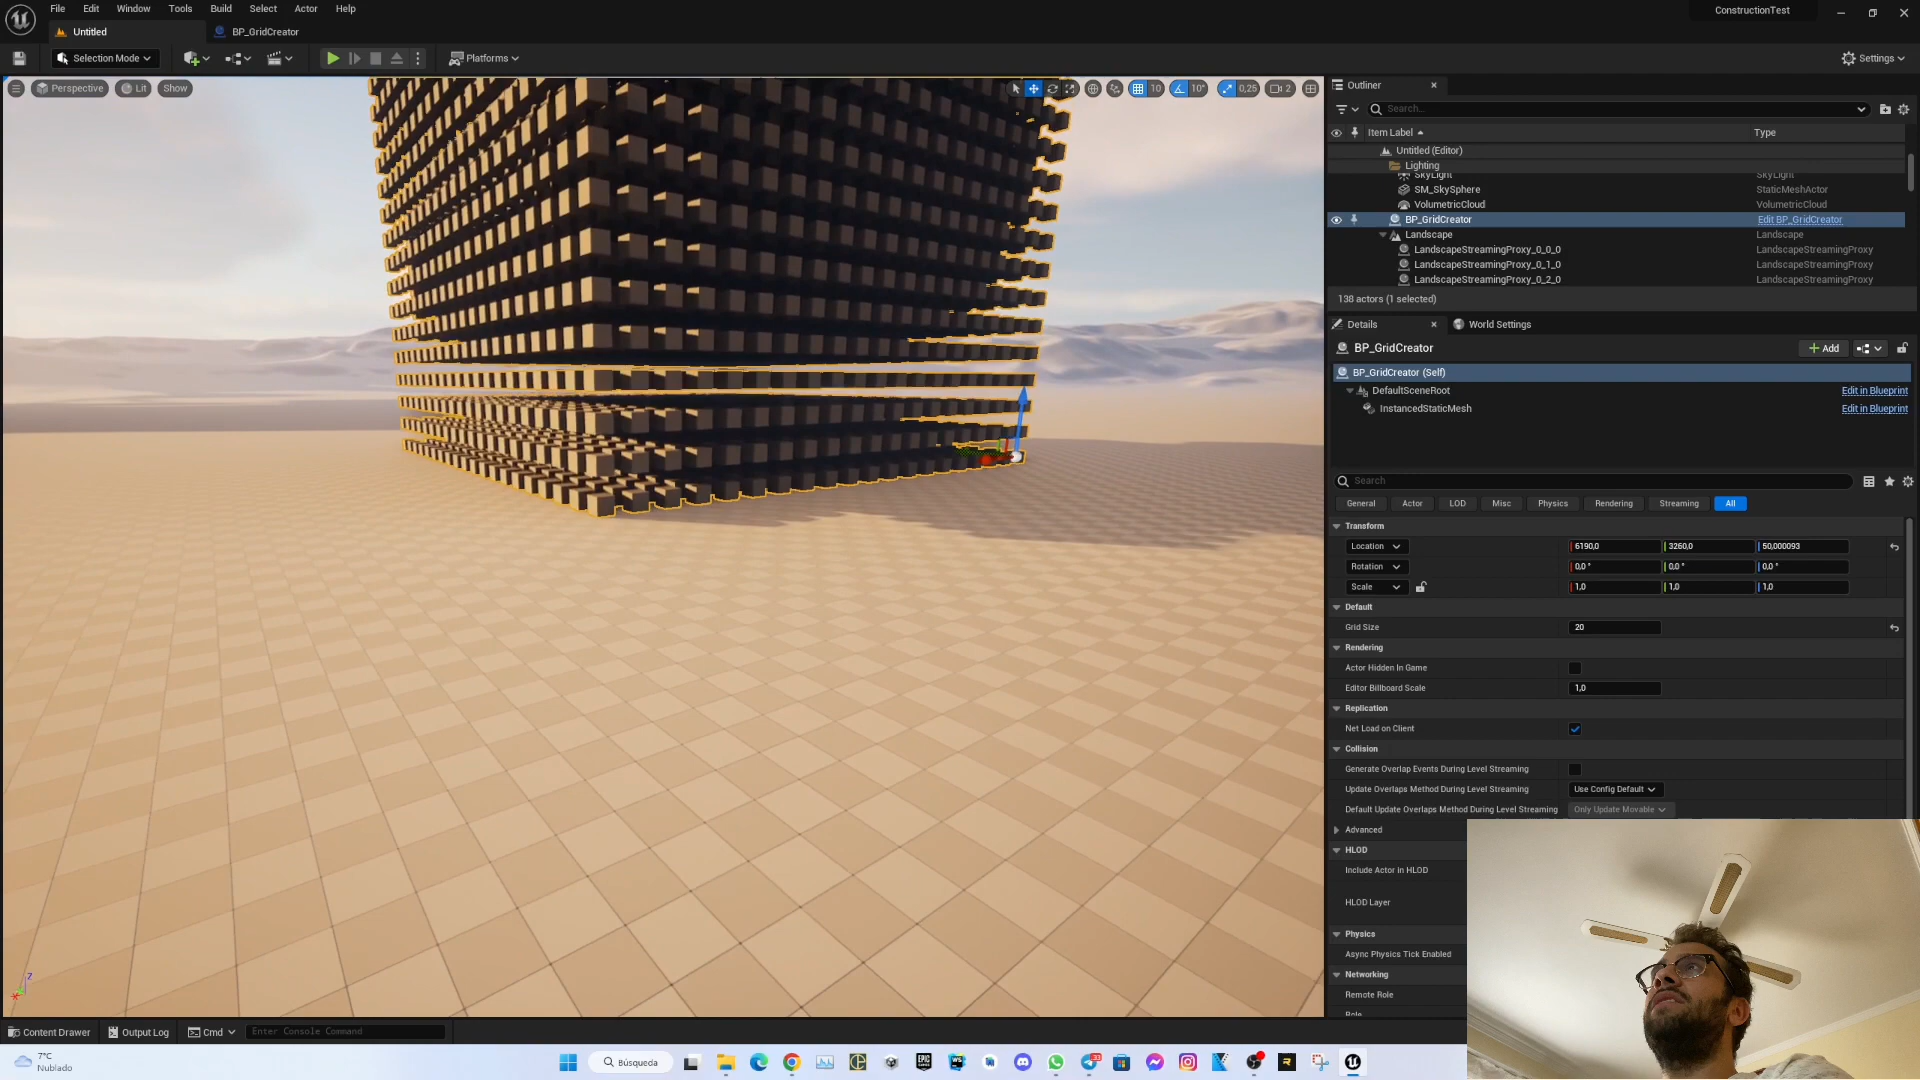 File Edit Window Tools Build Select Actor Help
ConstructionTest
Untitled
BP_GridCreator
Selection Mode
Platforms
Settings
Perspective Lit Show
10 10° 0,25 2
Outliner
Search...
Item Label Type
Untitled (Editor)
Lighting
SkyLight SkyLight
SM_SkySphere StaticMeshActor
VolumetricCloud VolumetricCloud
BP_GridCreator Edit BP_GridCreator
Landscape Landscape
LandscapeStreamingProxy_0_0_0 LandscapeStreamingProxy
LandscapeStreamingProxy_0_1_0 LandscapeStreamingProxy
LandscapeStreamingProxy_0_2_0 LandscapeStreamingProxy
138 actors (1 selected)
Details
World Settings
BP_GridCreator
Add
BP_GridCreator (Self)
DefaultSceneRoot Edit in Blueprint
InstancedStaticMesh Edit in Blueprint
Search
General Actor LOD Misc Physics Rendering Streaming All
Transform
Location 6190,0 3260,0 50,000093
Rotation 0,0 ° 0,0 ° 0,0 °
Scale 1,0 1,0 1,0
Default
Grid Size 20
Rendering
Actor Hidden In Game
Editor Billboard Scale 1,0
Replication
Net Load on Client
Collision
Generate Overlap Events During Level Streaming
Update Overlaps Method During Level Streaming Use Config Default
Default Update Overlaps Method During Level Streaming Only Update Movable
Advanced
HLOD
Include Actor in HLOD
HLOD Layer
Physics
Async Physics Tick Enabled
Networking
Remote Role
Role
Z
Content Drawer Output Log Cmd Enter Console Command
7°C
Nublado
Búsqueda
33